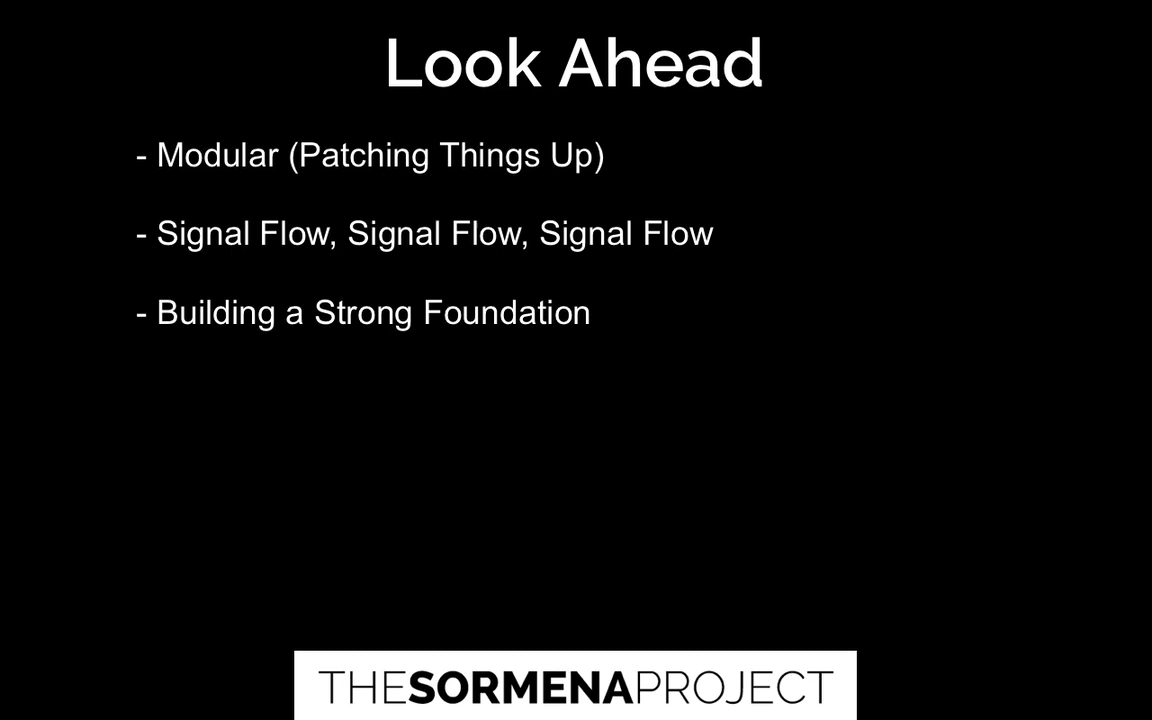 Look Ahead
- Modular (Patching Things Up)
- Signal Flow, Signal Flow, Signal Flow
- Building a Strong Foundation
THESORMENAPROJECT